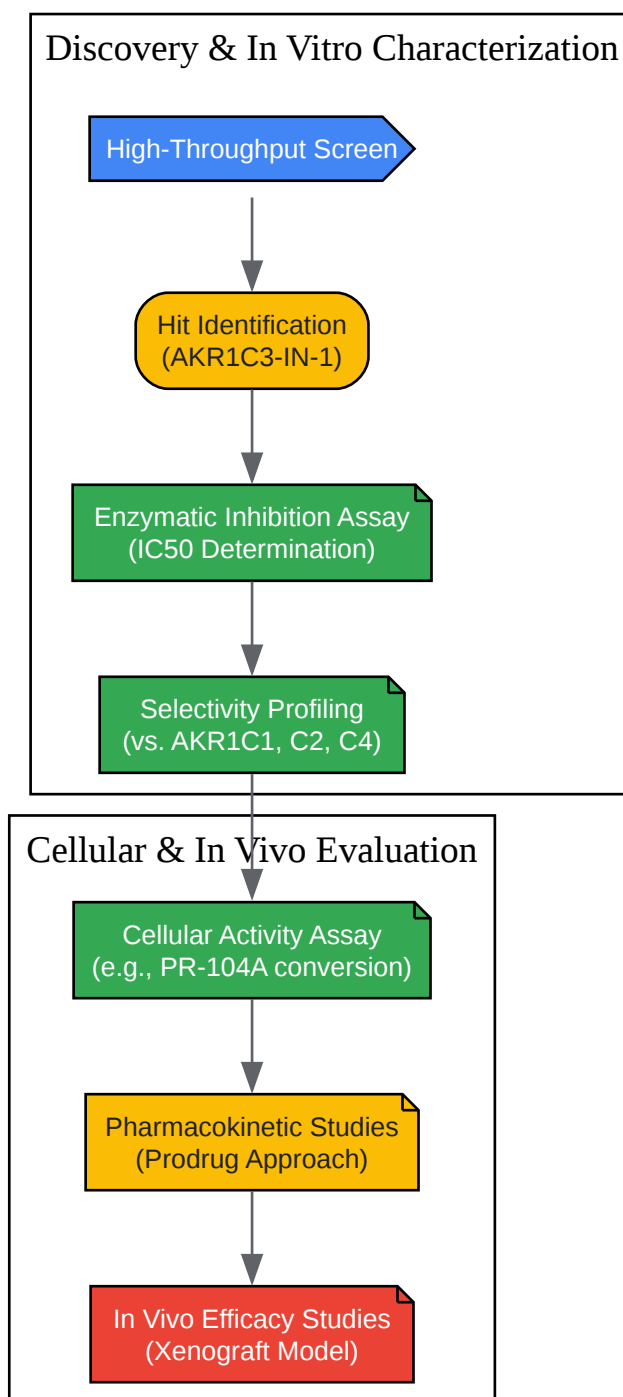 Discovery & In Vitro Characterization
High-Throughput Screen
Hit Identification
(AKR1C3-IN-1)
Enzymatic Inhibition Assay
(IC50 Determination)
Selectivity Profiling
(vs. AKR1C1, C2, C4)
Cellular & In Vivo Evaluation
Cellular Activity Assay
(e.g., PR-104A conversion)
Pharmacokinetic Studies
(Prodrug Approach)
In Vivo Efficacy Studies
(Xenograft Model)